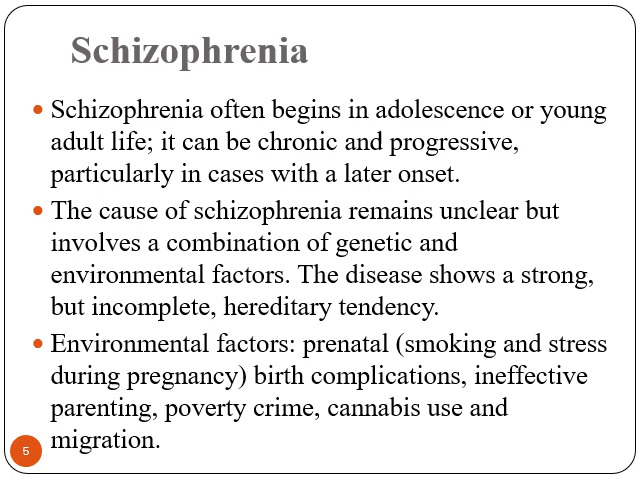 Schizophrenia
• Schizophrenia often begins in adolescence or young
adult life; it can be chronic and progressive,
particularly in cases with a later onset.
• The cause of schizophrenia remains unclear but
involves a combination of genetic and
environmental factors. The disease shows a strong,
but incomplete, hereditary tendency.
• Environmental factors: prenatal (smoking and stress
during pregnancy) birth complications, ineffective
parenting, poverty crime, cannabis use and
migration.
5